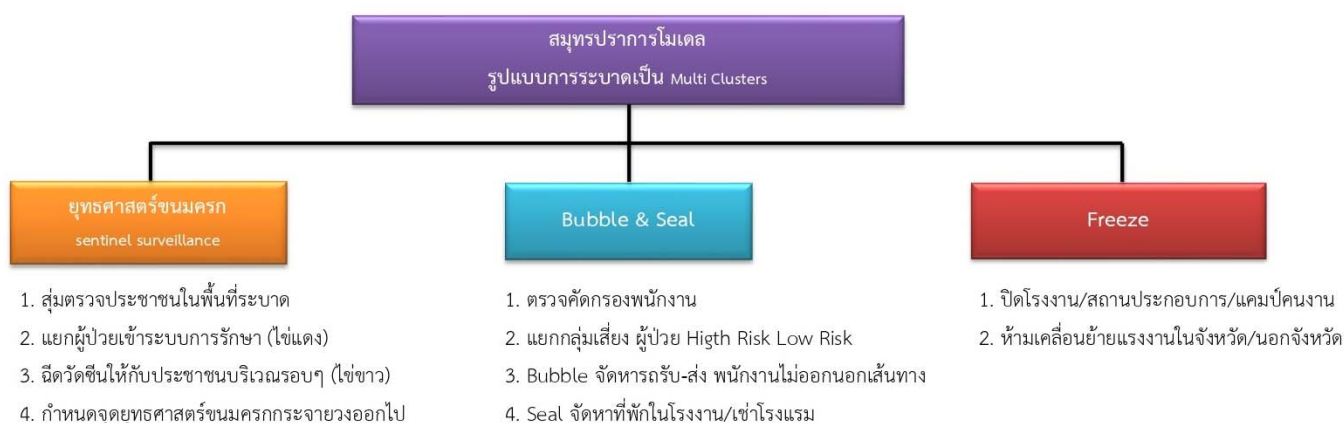 สมุทรปราการโมเดล
รูปแบบการระบาดเป็น Multi Clusters
ยุทธศาสตร์ขนมครก
sentinel surveillance
1. สุ่มตรวจประชาชนในพื้นที่ระบาด
2. แยกผู้ป่วยเข้าระบบการรักษา (ไข่แดง)
3. ฉีดวัดซีนให้กับประชาชนบริเวณรอบๆ (ไข่ขาว)
4. กำหนดจุดยุทธศาสตร์ขนมครกกระจายวงออกไป
Bubble & Seal
1. ตรวจคัดกรองพนักงาน
2. แยกกลุ่มเสี่ยง ผู้ป่วย Higth Risk Low Risk
3. Bubble จัดหารถรับ-ส่ง พนักงานไม่ออกนอกเส้นทาง
4. Seal จัดหาที่พักในโรงงาน/เช่าโรงแรม
Freeze
1. ปิดโรงงาน/สถานประกอบการ/แคมป์คนงาน
2. ห้ามเคลื่อนย้ายแรงงานในจังหวัด/นอกจังหวัด